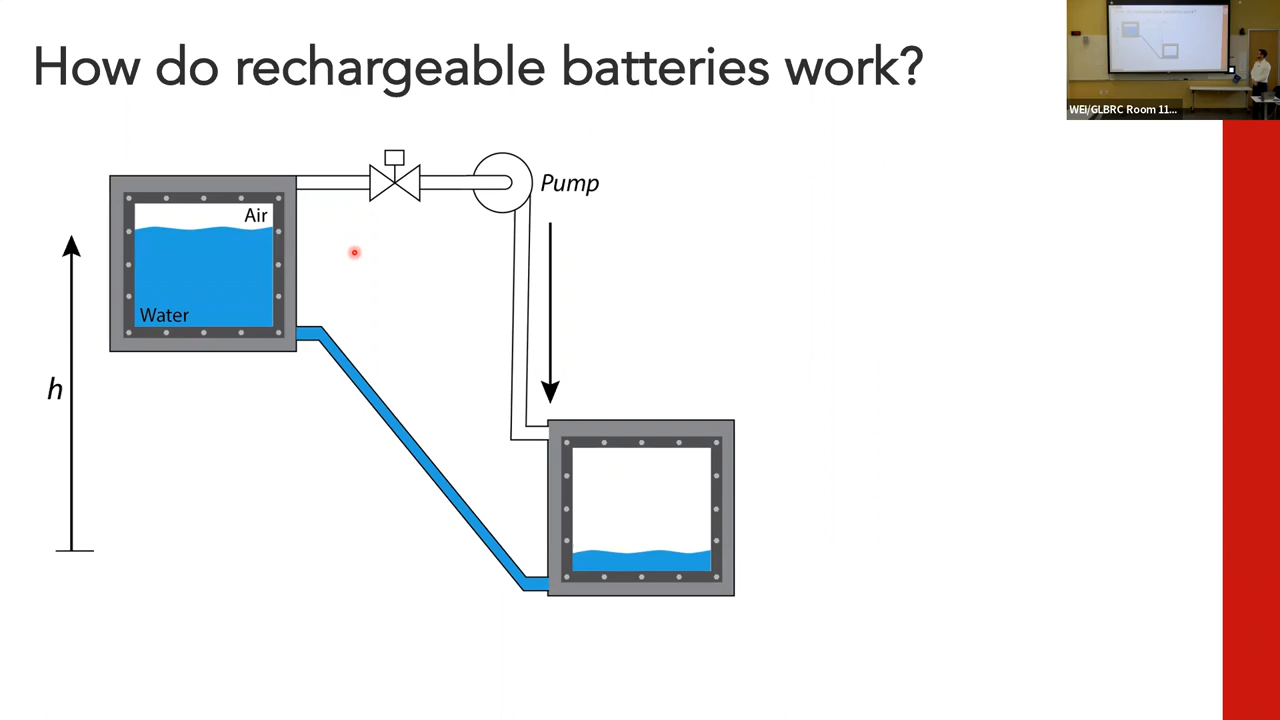 How do rechargeable batteries work?
WEI/GLBRC Room 11...
Pump
Air
Water
h